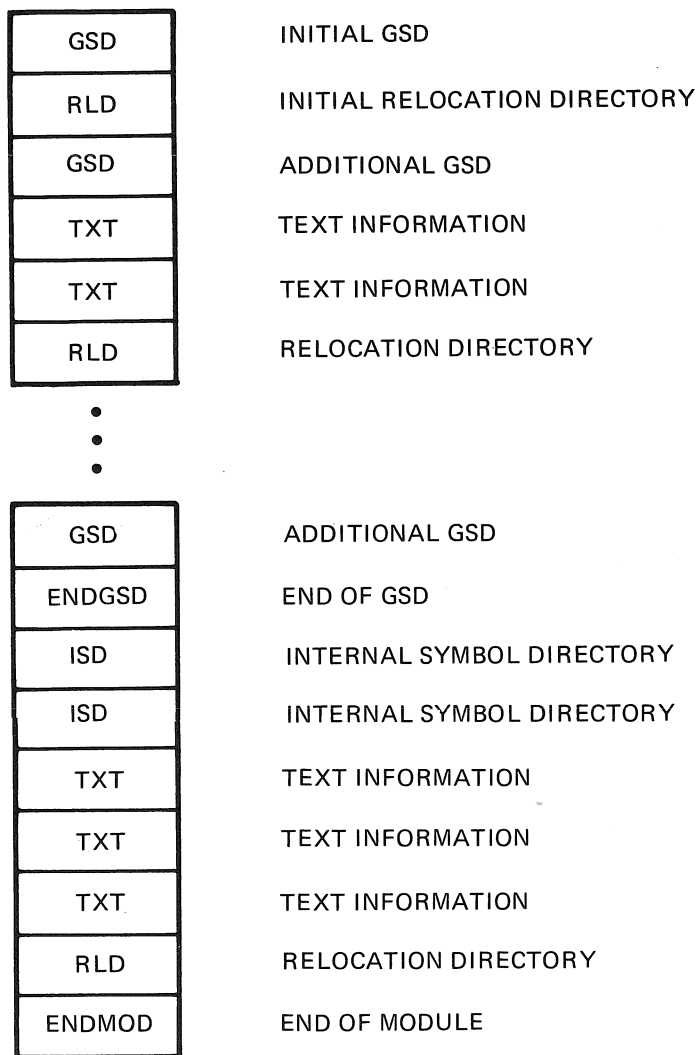 GSD INITIAL GSD
RLD INITIAL RELOCATION DIRECTORY
GSD ADDITIONAL GSD
TXT TEXT INFORMATION
TXT TEXT INFORMATION
RLD RELOCATION DIRECTORY
GSD ADDITIONAL GSD
ENDGSD END OF GSD
ISD INTERNAL SYMBOL DIRECTORY
ISD INTERNAL SYMBOL DIRECTORY
TXT TEXT INFORMATION
TXT TEXT INFORMATION
TXT TEXT INFORMATION
RLD RELOCATION DIRECTORY
ENDMOD END OF MODULE